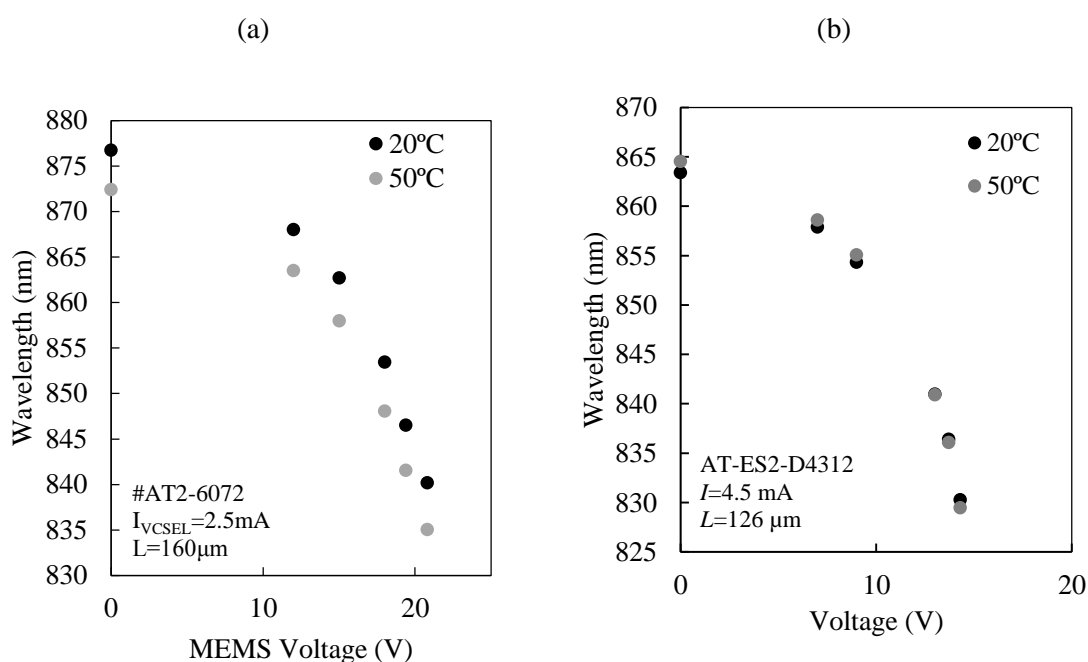 (a)
880
875
870
865
860
855
850
845
840
835
830
Wavelength (nm)
20ºC
50ºC
#AT2-6072
I_VCSEL=2.5mA
L=160μm
0
10
20
MEMS Voltage (V)
(b)
870
865
860
855
850
845
840
835
830
825
Wavelength (nm)
20ºC
50ºC
AT-ES2-D4312
I=4.5 mA
L=126 μm
0
10
20
Voltage (V)